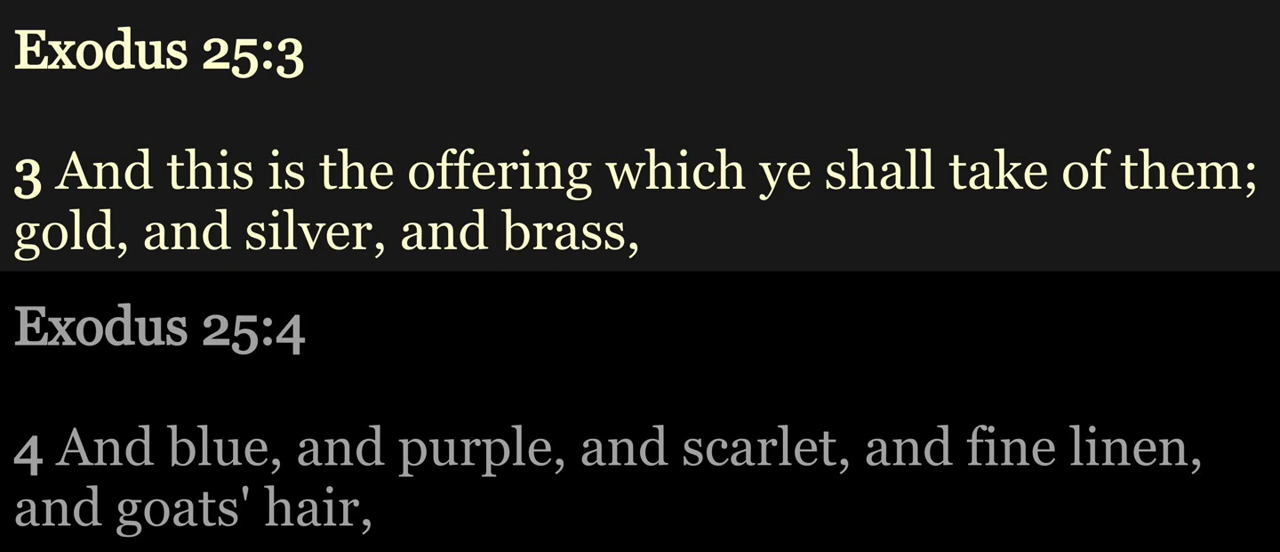 Exodus 25:3
3 And this is the offering which ye shall take of them;
gold, and silver, and brass,
Exodus 25:4
4 And blue, and purple, and scarlet, and fine linen,
and goats' hair,